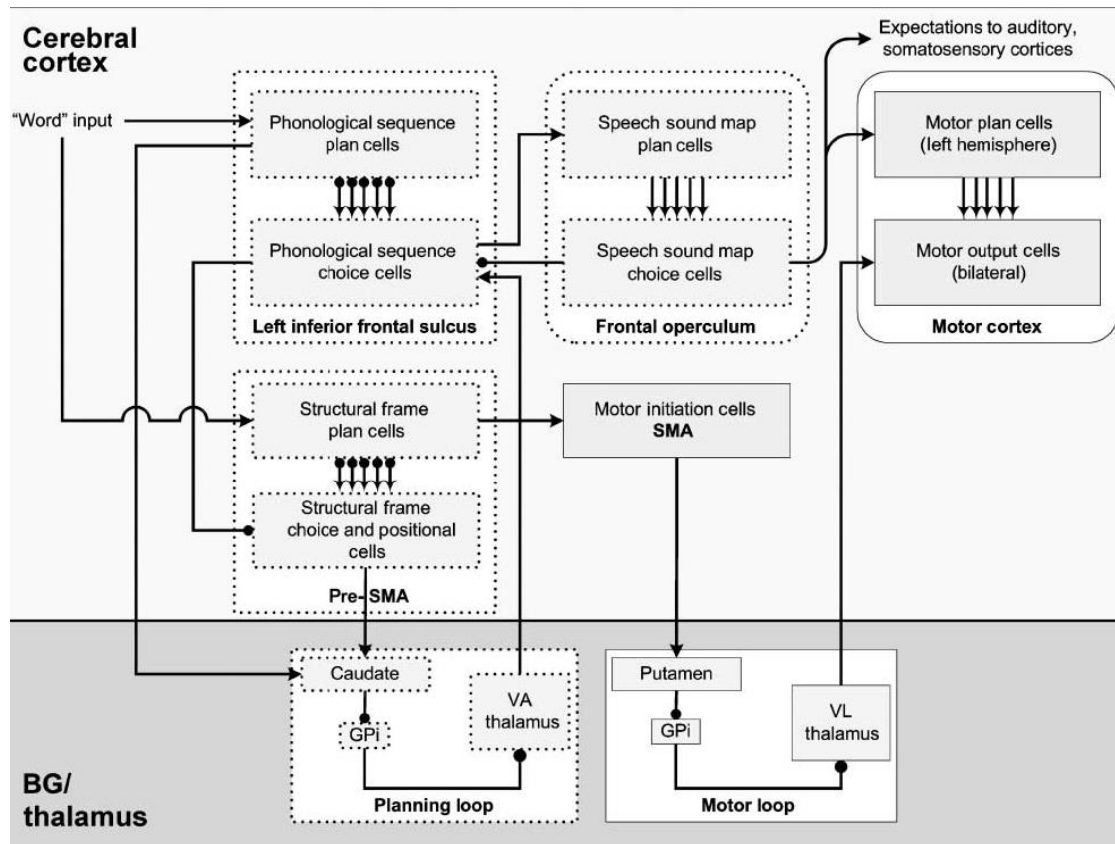 Cerebral
cortex
Expectations to auditory,
somatosensory cortices
“Word” input
Phonological sequence
plan cells
Speech sound map
plan cells
Motor plan cells
(left hemisphere)
Phonological sequence
choice cells
Speech sound map
choice cells
Motor output cells
(bilateral)
Left inferior frontal sulcus
Frontal operculum
Motor cortex
Structural frame
plan cells
Motor initiation cells
SMA
Structural frame
choice and positional
cells
Pre-SMA
Caudate
GPi
VA
thalamus
Planning loop
Putamen
GPi
VL
thalamus
Motor loop
BG/
thalamus